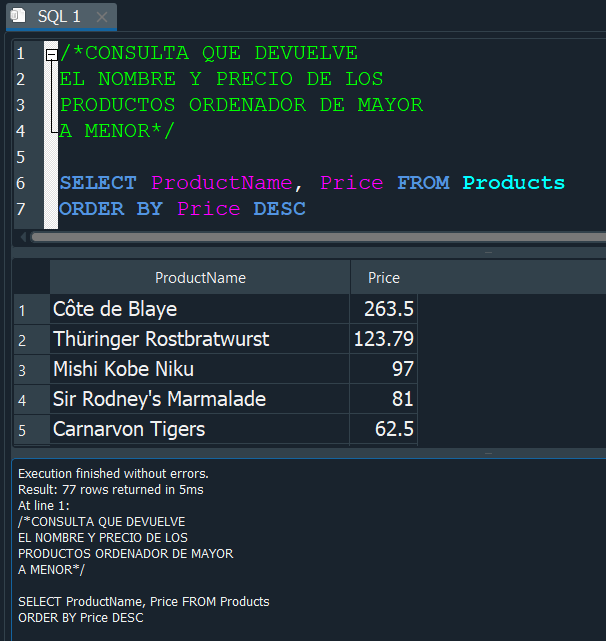 SQL 1
1 /*CONSULTA QUE DEVUELVE
2 EL NOMBRE Y PRECIO DE LOS
3 PRODUCTOS ORDENADOR DE MAYOR
4 A MENOR*/
5
6 SELECT ProductName, Price FROM Products
7 ORDER BY Price DESC
ProductName Price
1 Côte de Blaye 263.5
2 Thüringer Rostbratwurst 123.79
3 Mishi Kobe Niku 97
4 Sir Rodney's Marmalade 81
5 Carnarvon Tigers 62.5
Execution finished without errors.
Result: 77 rows returned in 5ms
At line 1:
/*CONSULTA QUE DEVUELVE
EL NOMBRE Y PRECIO DE LOS
PRODUCTOS ORDENADOR DE MAYOR
A MENOR*/
SELECT ProductName, Price FROM Products
ORDER BY Price DESC